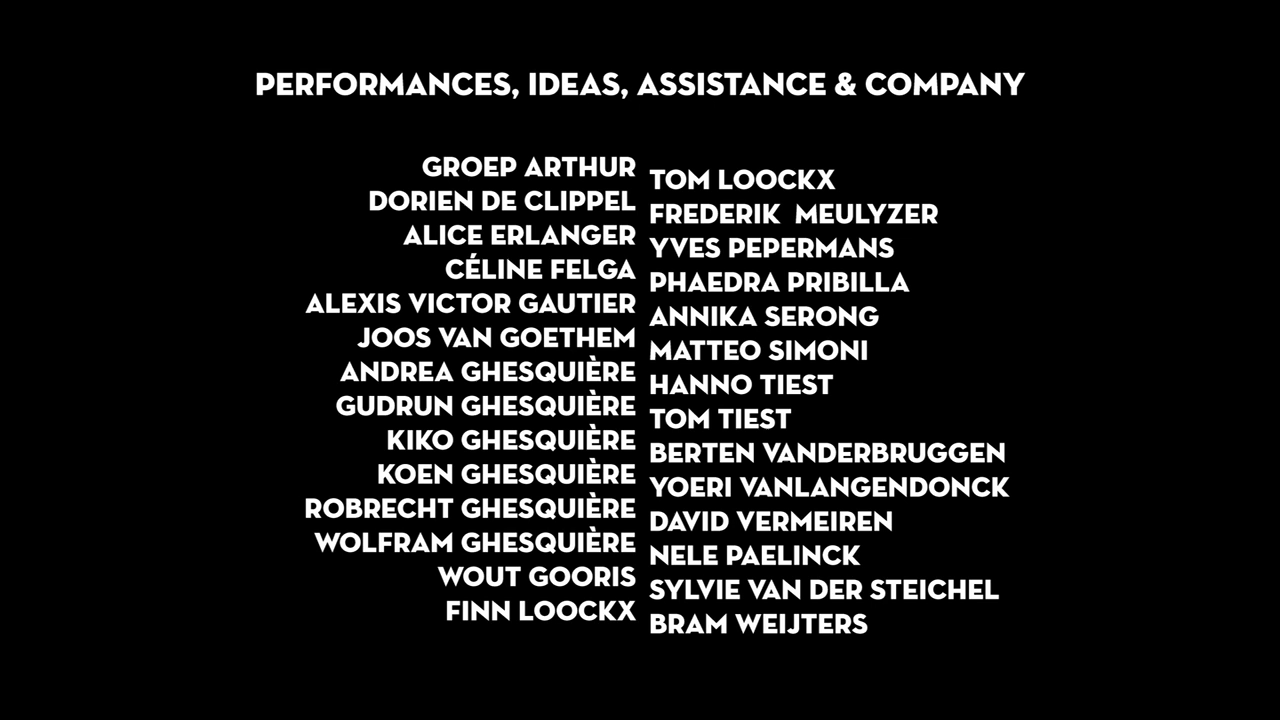 PERFORMANCES, IDEAS, ASSISTANCE & COMPANY
GROEP ARTHUR
DORIEN DE CLIPPEL
ALICE ERLANGER
CÉLINE FELGA
ALEXIS VICTOR GAUTIER
JOOS VAN GOETHEM
ANDREA GHESQUIÈRE
GUDRUN GHESQUIÈRE
KIKO GHESQUIÈRE
KOEN GHESQUIÈRE
ROBRECHT GHESQUIÈRE
WOLFRAM GHESQUIÈRE
WOUT GOORIS
FINN LOOCKX
TOM LOOCKX
FREDERIK  MEULYZER
YVES PEPERMANS
PHAEDRA PRIBILLA
ANNIKA SERONG
MATTEO SIMONI
HANNO TIEST
TOM TIEST
BERTEN VANDERBRUGGEN
YOERI VANLANGENDONCK
DAVID VERMEIREN
NELE PAELINCK
SYLVIE VAN DER STEICHEL
BRAM WEIJTERS